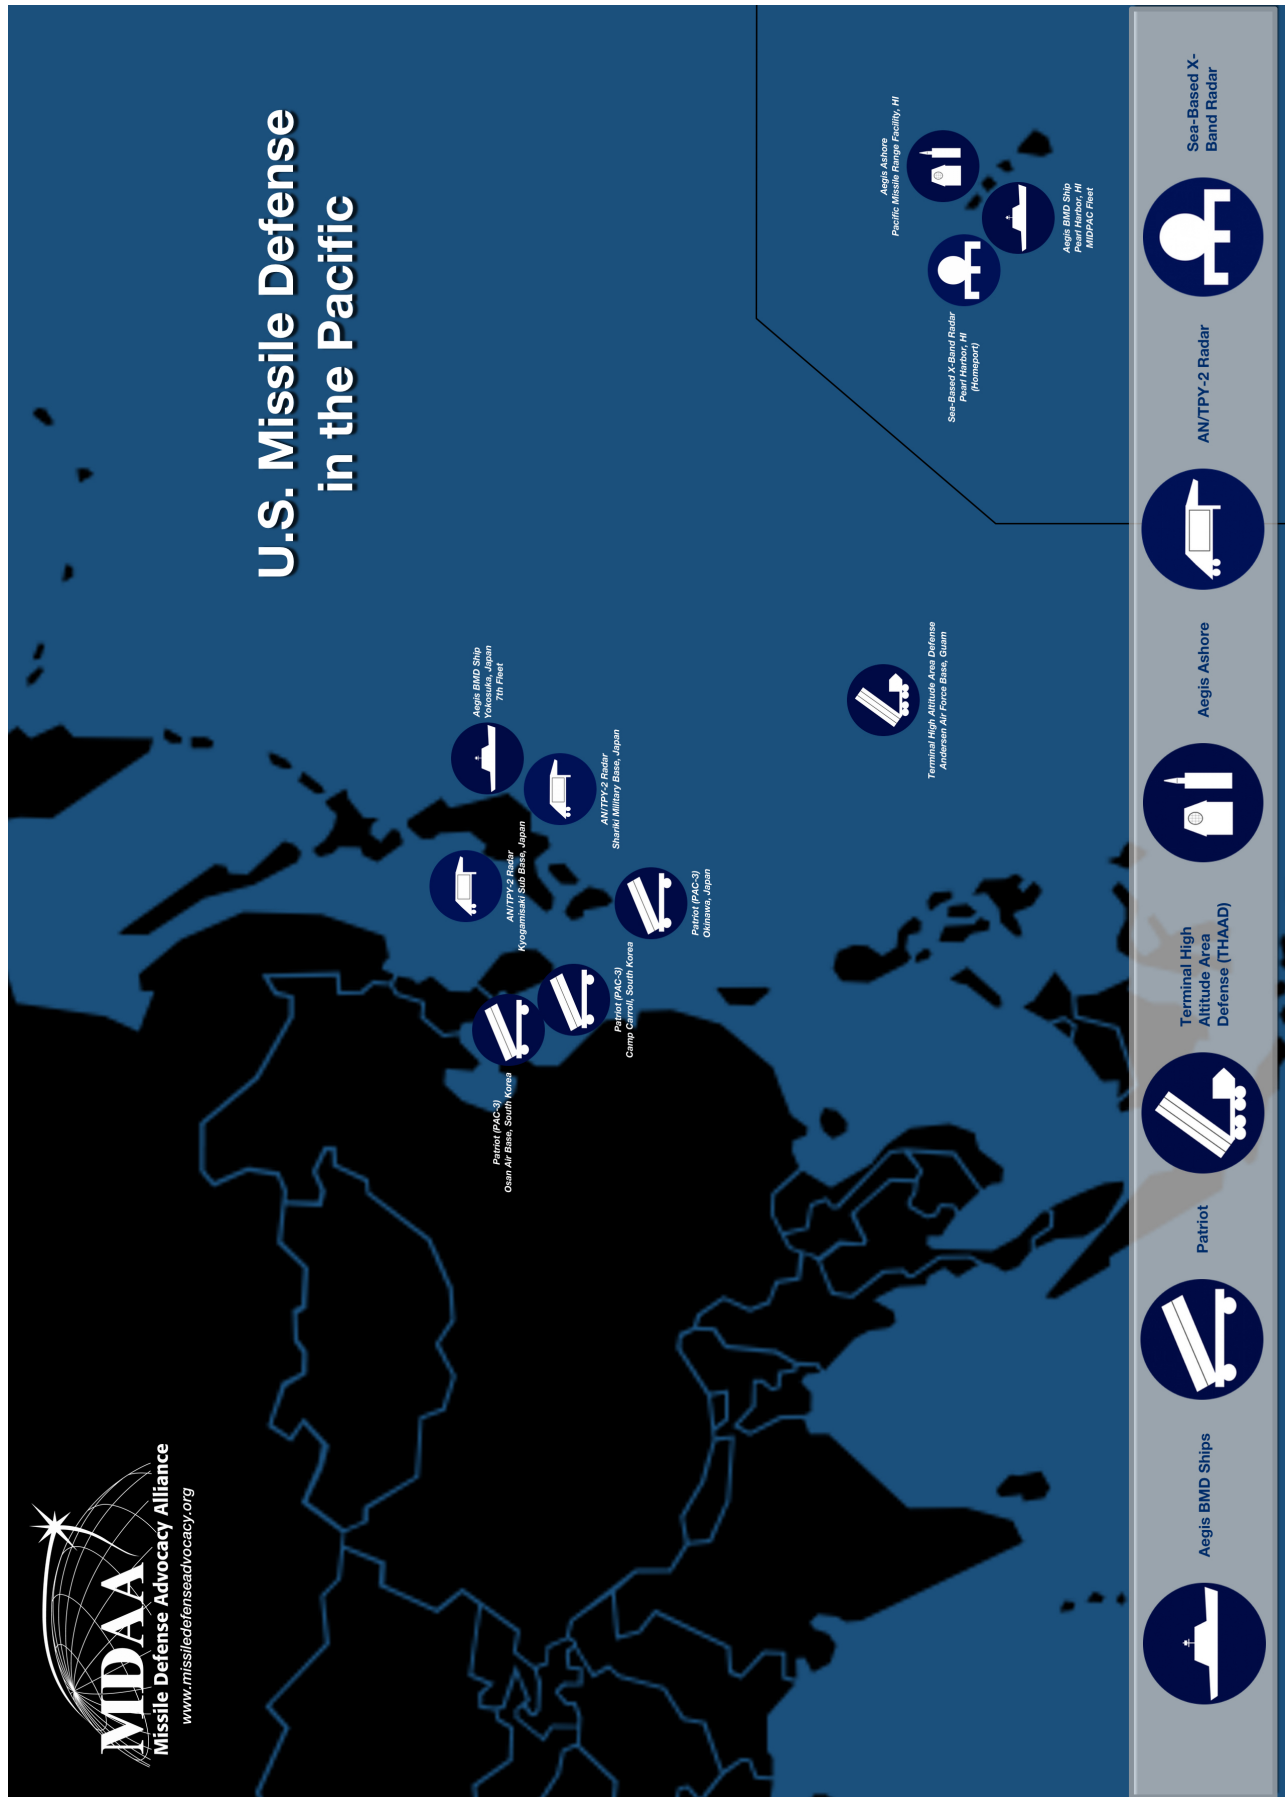 MDAA
Missile Defense Advocacy Alliance
www.missiledefenseadvocacy.org
U.S. Missile Defense
in the Pacific
Aegis BMD Ship
Yokosuka, Japan
7th Fleet
AN/TPY-2 Radar
Kyogamisaki Sub Base, Japan
AN/TPY-2 Radar
Shariki Military Base, Japan
Patriot (PAC-3)
Osan Air Base, South Korea
Patriot (PAC-3)
Camp Carroll, South Korea
Patriot (PAC-3)
Okinawa, Japan
Terminal High Altitude Area Defense
Andersen Air Force Base, Guam
Aegis Ashore
Pacific Missile Range Facility, HI
Sea-Based X-Band Radar
Pearl Harbor, HI
(Homeport)
Aegis BMD Ship
Pearl Harbor, HI
MIDPAC Fleet
Aegis BMD Ships
Patriot
Terminal High
Altitude Area
Defense (THAAD)
Aegis Ashore
AN/TPY-2 Radar
Sea-Based X-
Band Radar